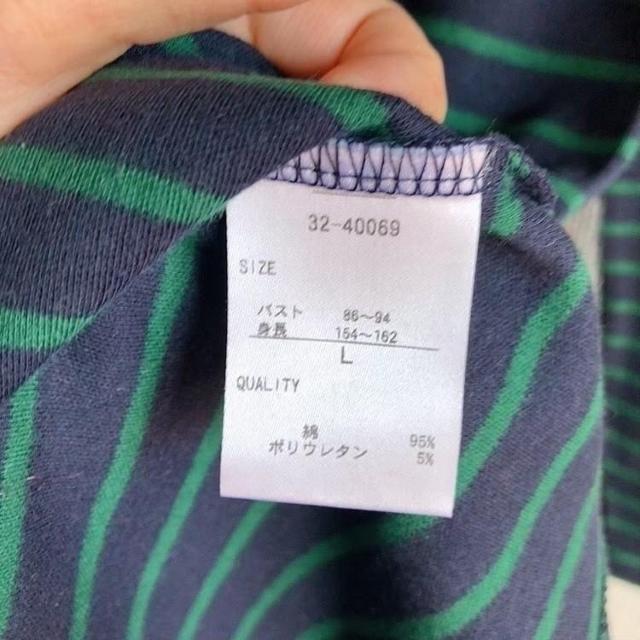 32-40069
SIZE
バスト 86～94
身長 154～162
L
QUALITY
綿 95%
ポリウレタン 5%